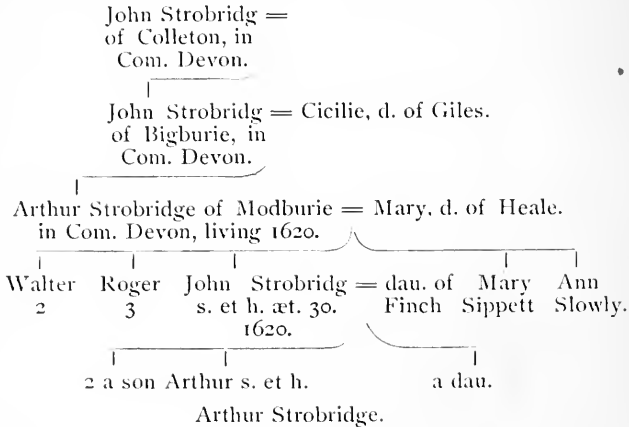 John Strobridg =
of Colleton, in
Com. Devon.
John Strobridg = Cicilie, d. of Giles.
of Bigburie, in
Com. Devon.
Arthur Strobridge of Modburie = Mary, d. of Heale.
in Com. Devon, living 1620.
Walter Roger John Strobridg = dau. of Mary Ann
2 3 s. et h. æt. 30. Finch Sippett Slowly.
1620.
2 a son Arthur s. et h. a dau.
Arthur Strobridge.